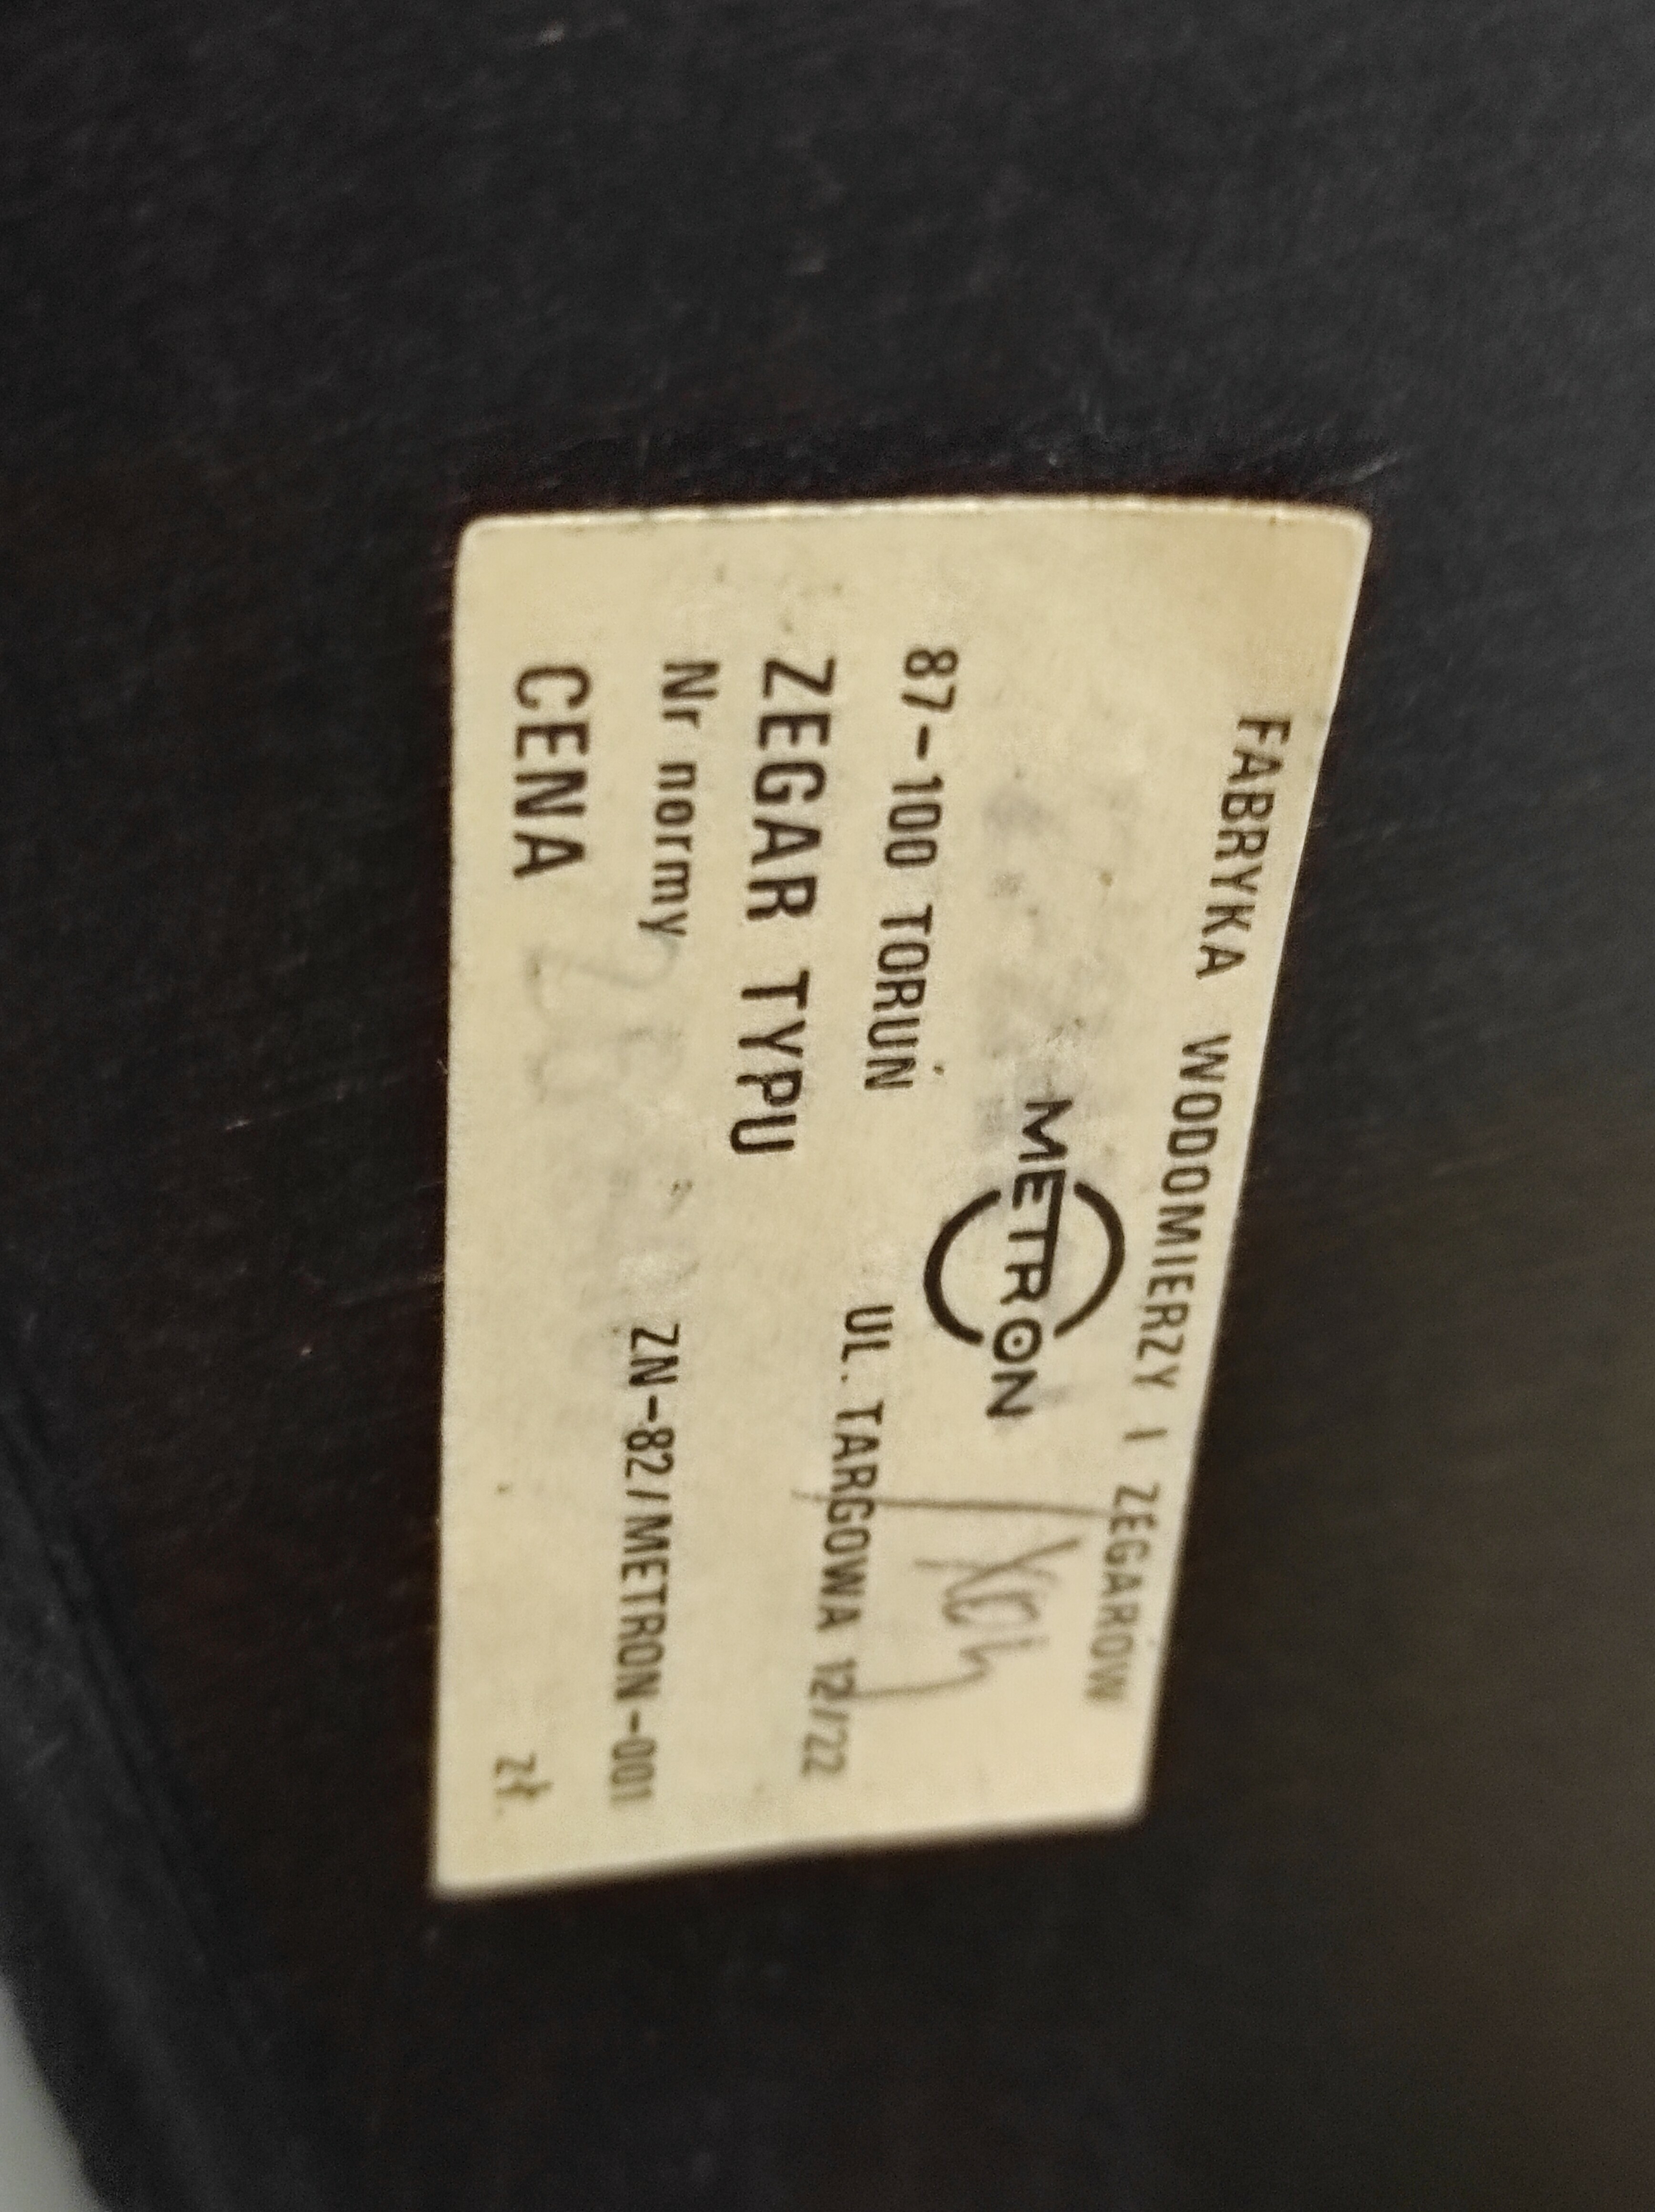 FABRYKA WODOMIERZY I ZEGARÓW
METRON
87-100 TORUŃ UL. TARGOWA 12/22
ZEGAR TYPU
Nr normy ZN-82/METRON-001
CENA zł.